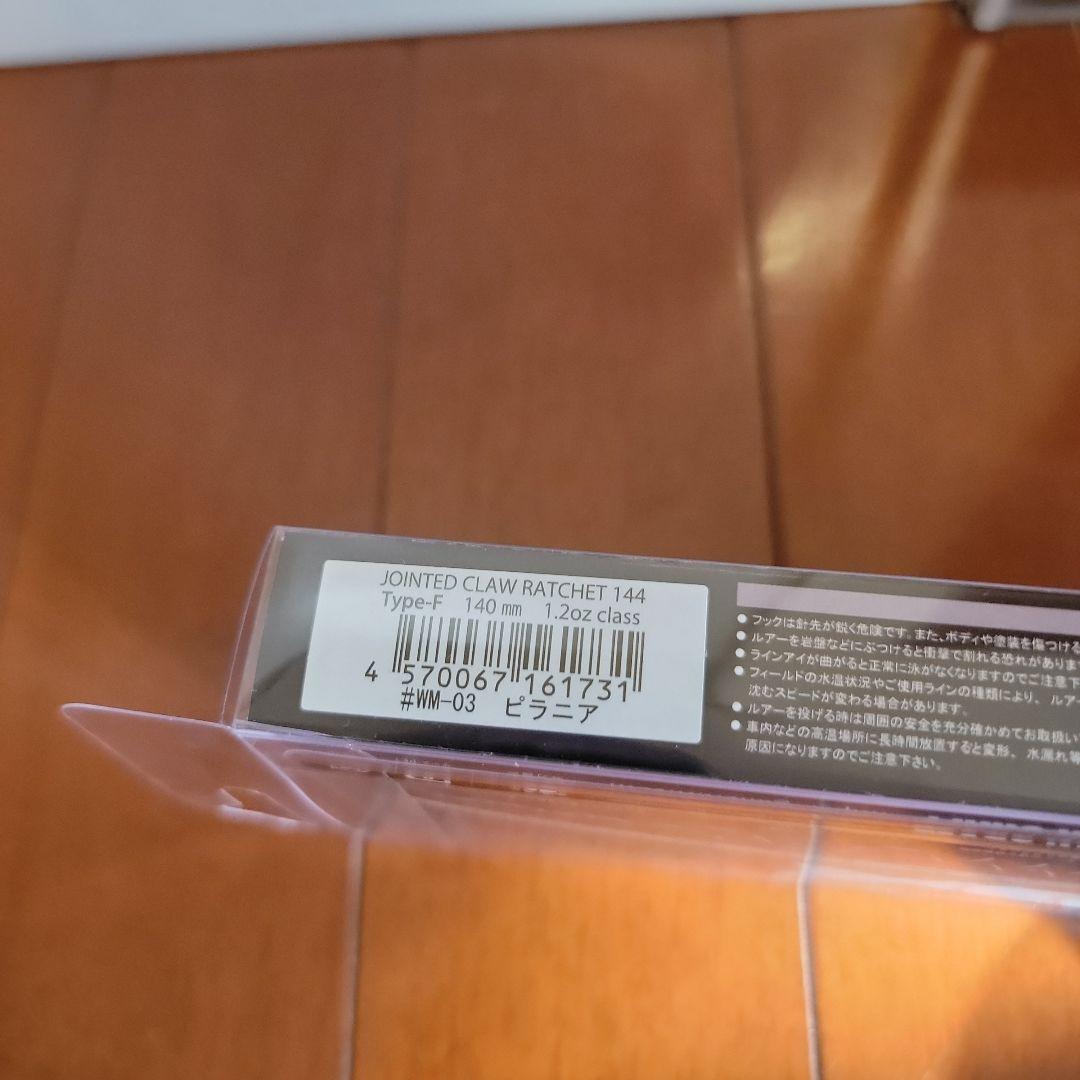 JOINTED CLAW RATCHET 144
Type-F 140 mm 1.2oz class
4 570067 161731
#WM-03 ピラニア
●フックは針先が鋭く危険です。また、ボディや塗装を傷つける
●ルアーを岩盤などにぶつけると衝撃で割れる恐れがあります
●ラインアイが曲がると正常に泳がなくなりますのでご注意下
●フィールドの水温状況やご使用ラインの種類により、ルアー
沈むスピードが変わる場合があります。
●ルアーを投げる時は周囲の安全を充分確かめてお取扱い
●車内などの高温場所に長時間放置すると変形、水漏れ等
原因になりますのでご注意下さい。